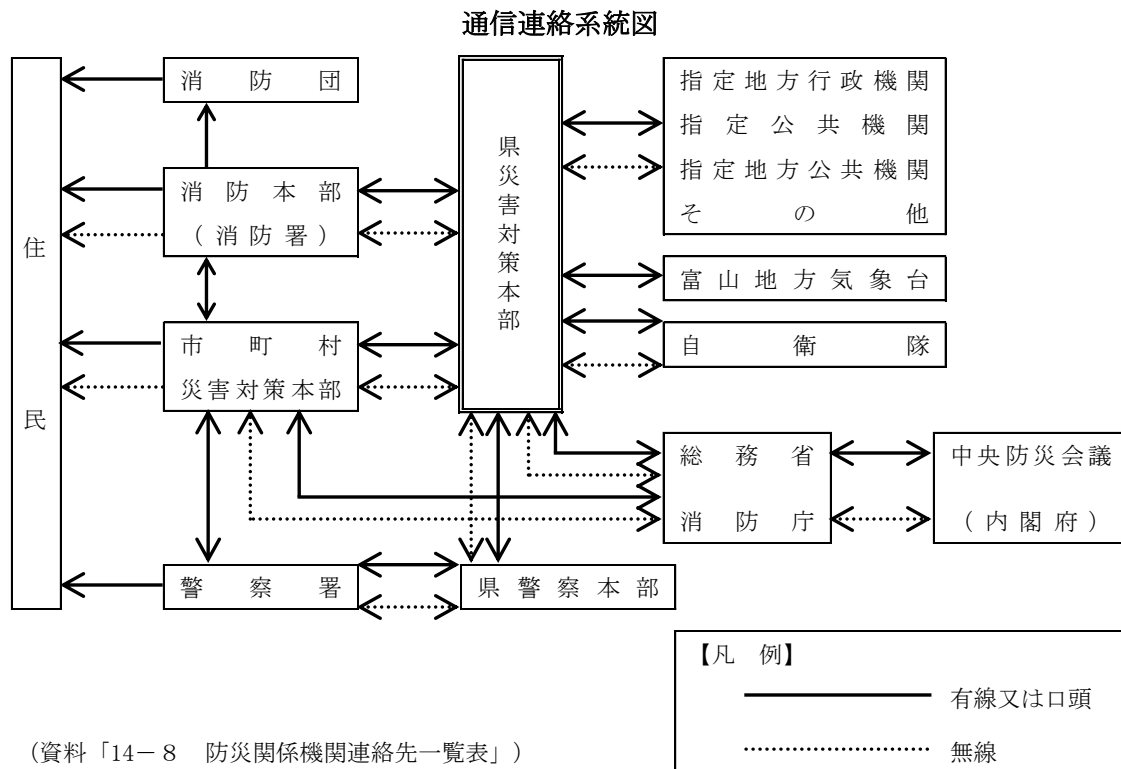 通信連絡系統図
住民
消防団
消防本部
（消防署）
市町村
災害対策本部
警察署
県災害対策本部
県警察本部
指定地方行政機関
指定公共機関
指定地方公共機関
その他
富山地方気象台
自衛隊
総務省
消防庁
中央防災会議
（内閣府）
【凡　例】
有線又は口頭
無線
（資料「14－８　防災関係機関連絡先一覧表」）